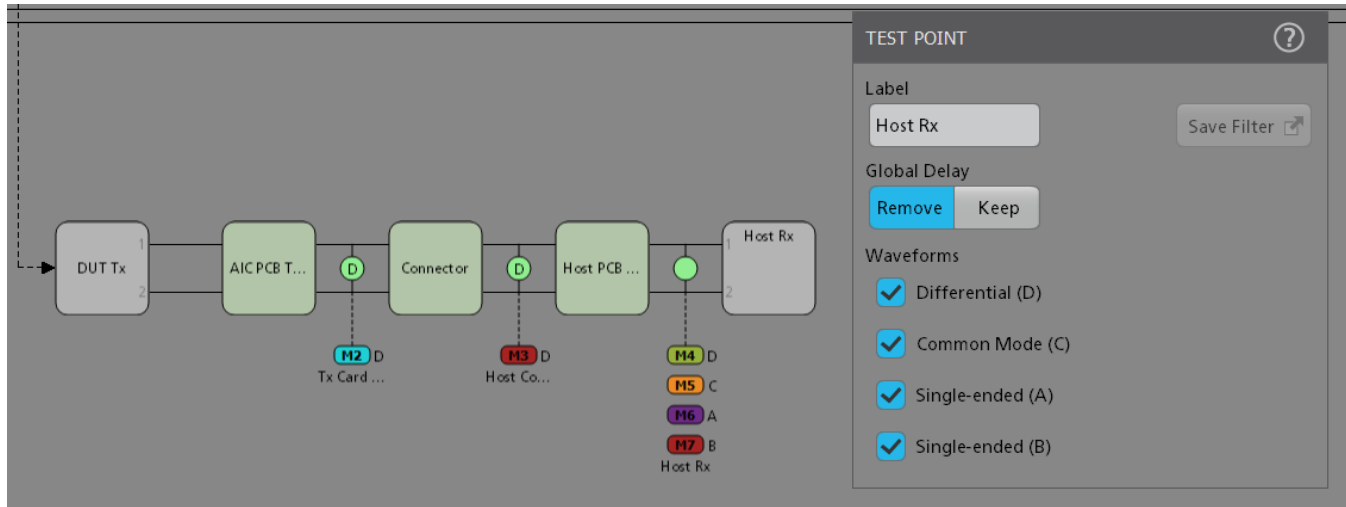 TEST POINT
?
Label
Host Rx
Save Filter
Global Delay
Remove Keep
Waveforms
Differential (D)
Common Mode (C)
Single-ended (A)
Single-ended (B)
DUT Tx
1
2
AIC PCB T...
D
Connector
D
Host PCB ...
Host Rx
1
2
M2 D
Tx Card ...
M3 D
Host Co...
M4 D
M5 C
M6 A
M7 B
Host Rx